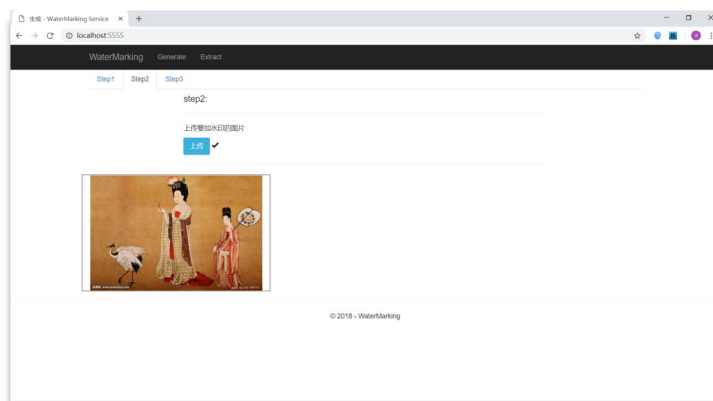 生成 - WaterMarking Service
localhost:5555
WaterMarking Generate Extract
Step1 Step2 Step3
step2:
上传要加水印的图片
上传
© 2018 - WaterMarking